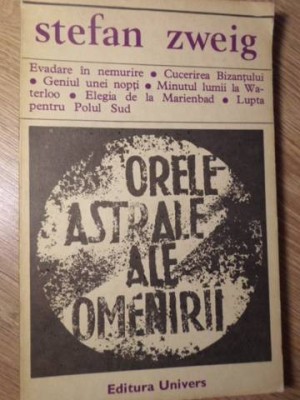 stefan zweig
Evadare în nemurire • Cucerirea Bizanțului
• Geniul unei nopți • Minutul lumii la Wa-
terloo • Elegia de la Marienbad • Lupta
pentru Polul Sud
ORELE
ASTRALE
ALE
OMENIRII
Editura Univers